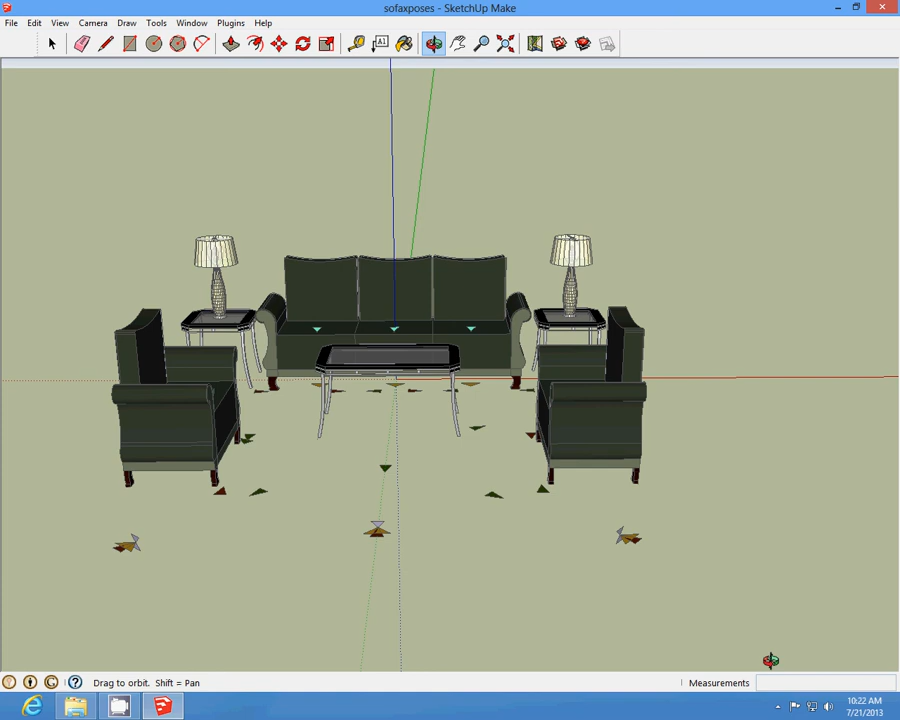 sofaxposes - SketchUp Make
File Edit View Camera Draw Tools Window Plugins Help
A1
Drag to orbit. Shift = Pan
Measurements
10:22 AM
7/21/2013